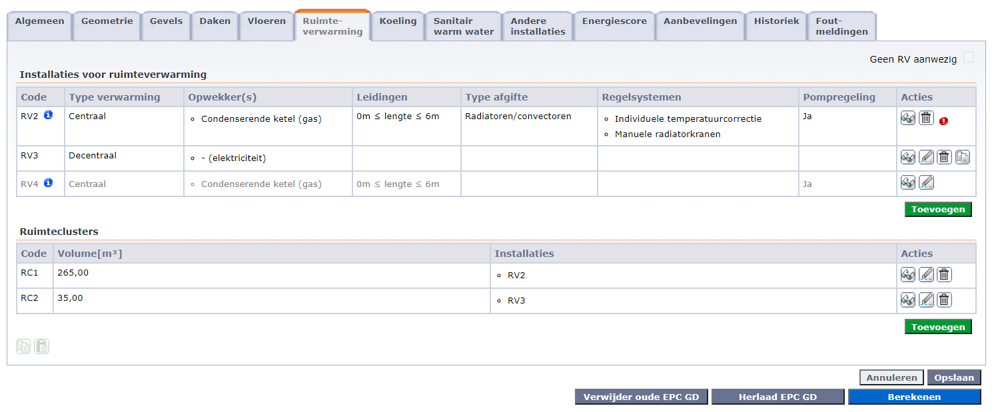 Algemeen Geometrie Gevels Daken Vloeren Ruimte- Koeling Sanitair Andere Energiescore Aanbevelingen Historiek Fout-
verwarming warm water installaties meldingen
Geen RV aanwezig
Installaties voor ruimteverwarming
Code Type verwarming Opwekker(s) Leidingen Type afgifte Regelsystemen Pompregeling Acties
RV2 Centraal Condenserende ketel (gas) 0m ≤ lengte ≤ 6m Radiatoren/convectoren Individuele temperatuurcorrectie Ja
Manuele radiatorkranen
RV3 Decentraal - (elektriciteit)
RV4 Centraal Condenserende ketel (gas) 0m ≤ lengte ≤ 6m Ja
Toevoegen
Ruimteclusters
Code Volume[m³] Installaties Acties
RC1 265,00 RV2
RC2 35,00 RV3
Toevoegen
Annuleren Opslaan
Verwijder oude EPC GD Herlaad EPC GD Berekenen